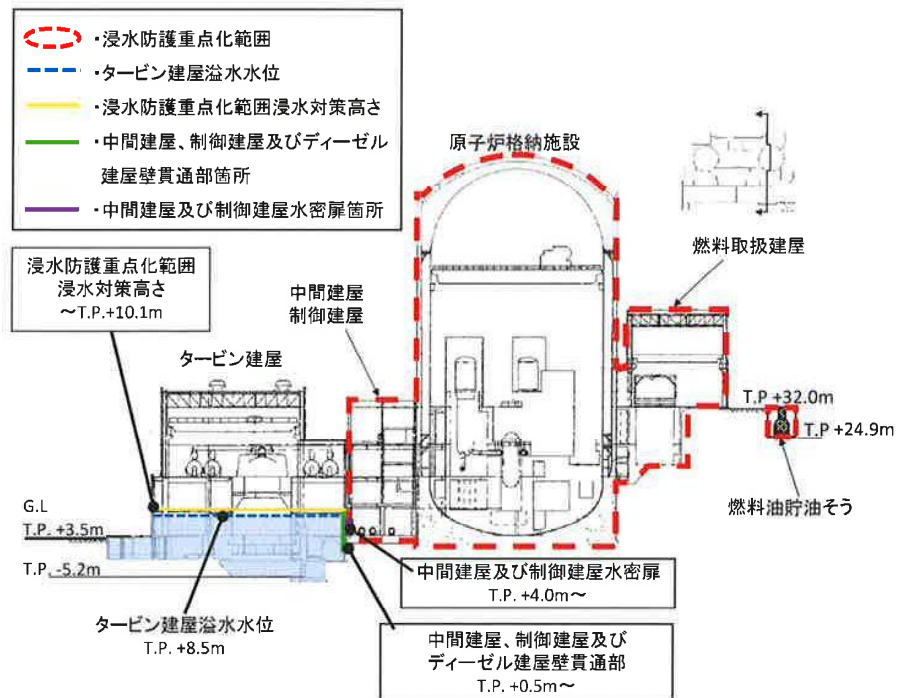 ・浸水防護重点化範囲
・タービン建屋溢水水位
・浸水防護重点化範囲浸水対策高さ
・中間建屋、制御建屋及びディーゼル
建屋壁貫通部箇所
・中間建屋及び制御建屋水密扉箇所
原子炉格納施設
燃料取扱建屋
浸水防護重点化範囲
浸水対策高さ
～T.P.+10.1m
中間建屋
制御建屋
タービン建屋
T.P +32.0m
T.P +24.9m
燃料油貯油そう
G.L
T.P. +3.5m
T.P. -5.2m
中間建屋及び制御建屋水密扉
T.P. +4.0m～
タービン建屋溢水水位
T.P. +8.5m
中間建屋、制御建屋及び
ディーゼル建屋壁貫通部
T.P. +0.5m～